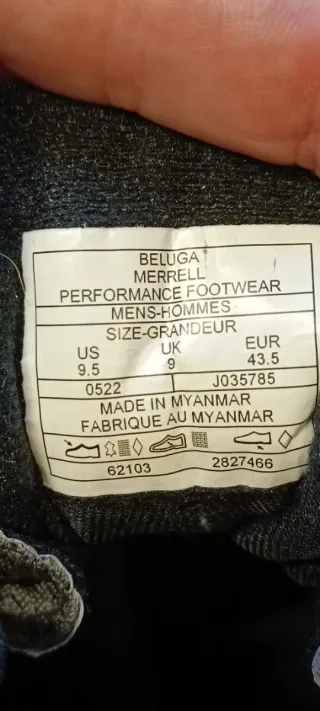 BELUGA
MERRELL
PERFORMANCE FOOTWEAR
MENS-HOMMES
SIZE-GRANDEUR
US UK EUR
9.5 9 43.5
0522 J035785
MADE IN MYANMAR
FABRIQUE AU MYANMAR
62103 2827466